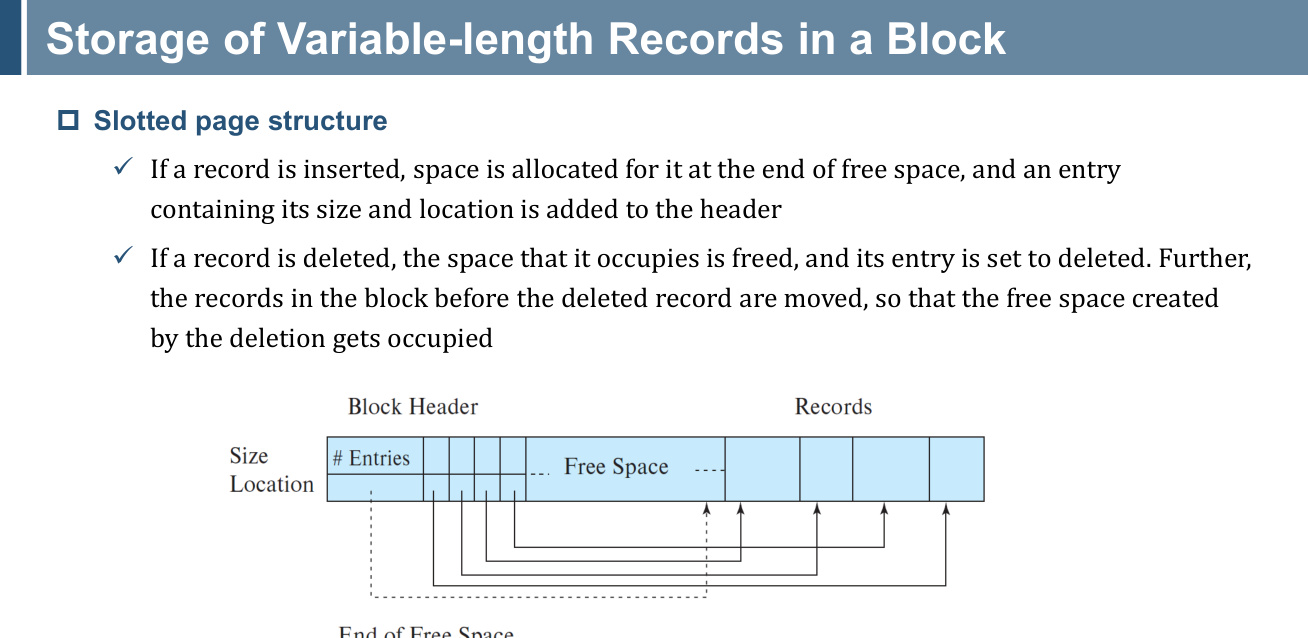 Storage of Variable-length Records in a Block
Slotted page structure
If a record is inserted, space is allocated for it at the end of free space, and an entry
containing its size and location is added to the header
If a record is deleted, the space that it occupies is freed, and its entry is set to deleted. Further,
the records in the block before the deleted record are moved, so that the free space created
by the deletion gets occupied
Block Header
Records
Size
# Entries
Free Space
Location
End of Free Space